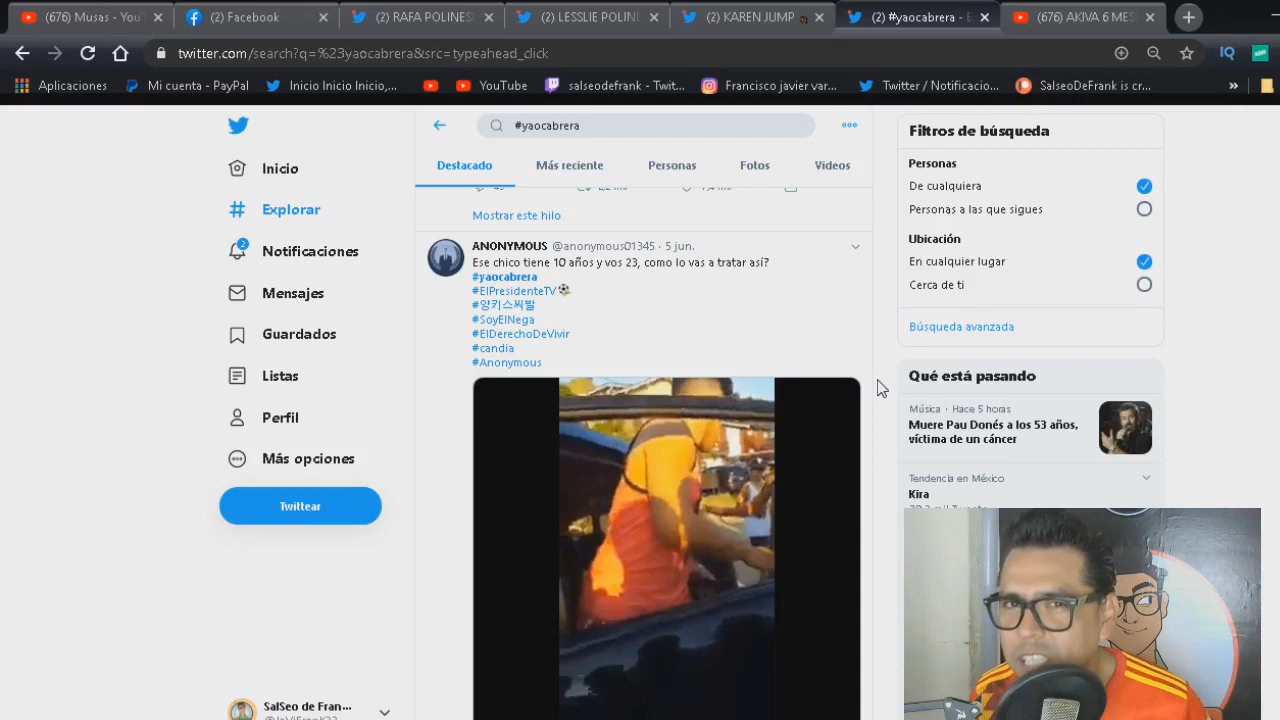 (676) Musas - YouT
(2) Facebook
(2) RAFA POLINES
(2) LESSLIE POLINE
(2) KAREN JUMP
(2) #yaocabrera - B
(676) AKIVA 6 MES
twitter.com/search?q=%23yaocabrera&src=typeahead_click
IQ
Aplicaciones
Mi cuenta - PayPal
Inicio Inicio Inicio,...
YouTube
salseodefrank - Twit...
Francisco javier var...
Twitter / Notificacio...
SalseoDeFrank is cr...
»
#yaocabrera
Destacado
Más reciente
Personas
Fotos
Videos
Mostrar este hilo
Inicio
Explorar
2
Notificaciones
Mensajes
Guardados
Listas
Perfil
Más opciones
Twittear
SalSeo de Fran...
ANONYMOUS @anonymous01345 · 5 jun.
Ese chico tiene 10 años y vos 23, como lo vas a tratar así?
#yaocabrera
#ElPresidenteTV⚽
#양키스씩발
#SoyElNega
#ElDerechoDeVivir
#candia
#Anonymous
Filtros de búsqueda
Personas
De cualquiera
Personas a las que sigues
Ubicación
En cualquier lugar
Cerca de ti
Búsqueda avanzada
Qué está pasando
Música · Hace 5 horas
Muere Pau Donés a los 53 años,
víctima de un cáncer
Tendencia en México
Kira